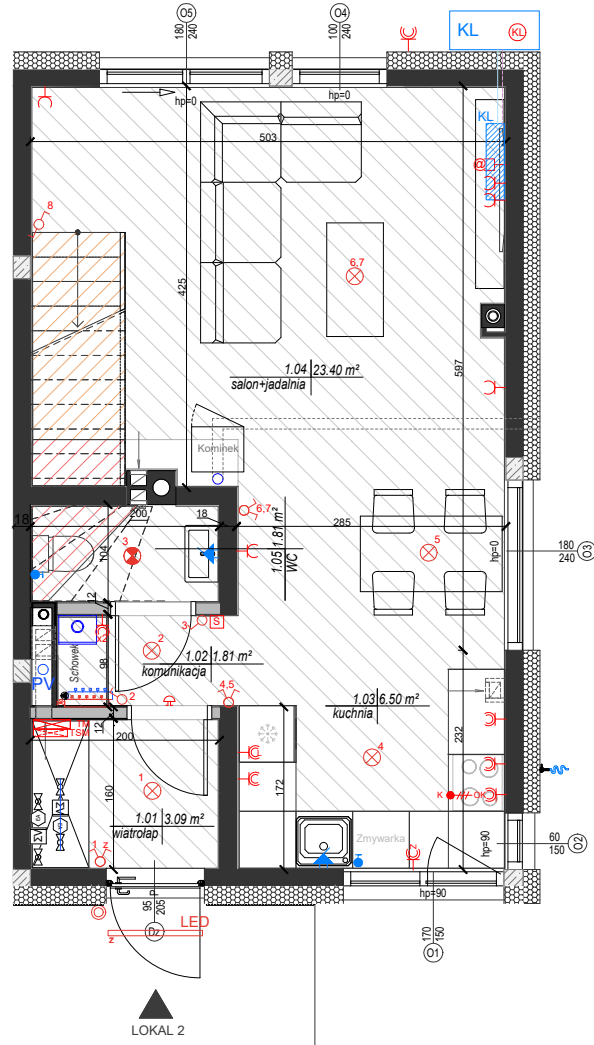 O5
180
240
O4
100
240
KL
KL
hp=0
hp=0
503
KL
@
8
6,7
425
597
1.04 23.40 m²
salon+jadalnia
Kominek
18
200
18
6,7
285
hp=0
180
240
O3
3
104
1.05 1.81 m²
WC
5
12
3
S
2
Schowek
98
1.02 1.81 m²
komunikacja
PV
2
4,5
1.03 6.50 m²
kuchnia
232
TM
TSM
12
200
4
172
160
1
K
OK
1.01 3.09 m²
wiatrołap
Zmywarka
hp=90
60
150
O2
1
z
z
hp=90
95
205
P
170
150
O1
LED
z
Dz
LOKAL 2